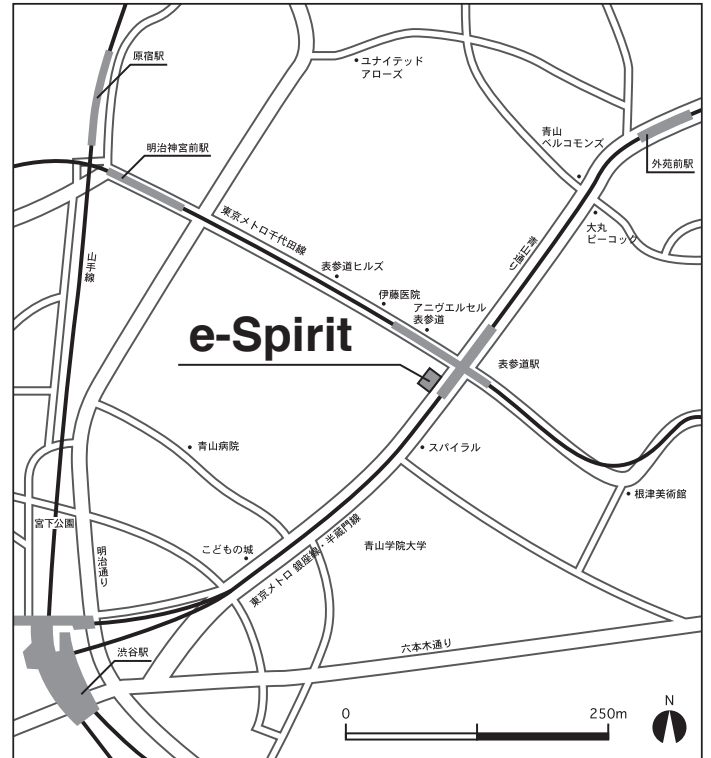 原宿駅
ユナイテッド
アローズ
青山
ベルコモンズ
明治神宮前駅
外苑前駅
東京メトロ千代田線
大丸
ピーコック
青山通り
山手線
表参道ヒルズ
伊藤医院
アニヴェルセル
表参道
e-Spirit
表参道駅
青山病院
スパイラル
根津美術館
宮下公園
明治通り
こどもの城
青山学院大学
東京メトロ 銀座線・半蔵門線
六本木通り
渋谷駅
0
250m
N